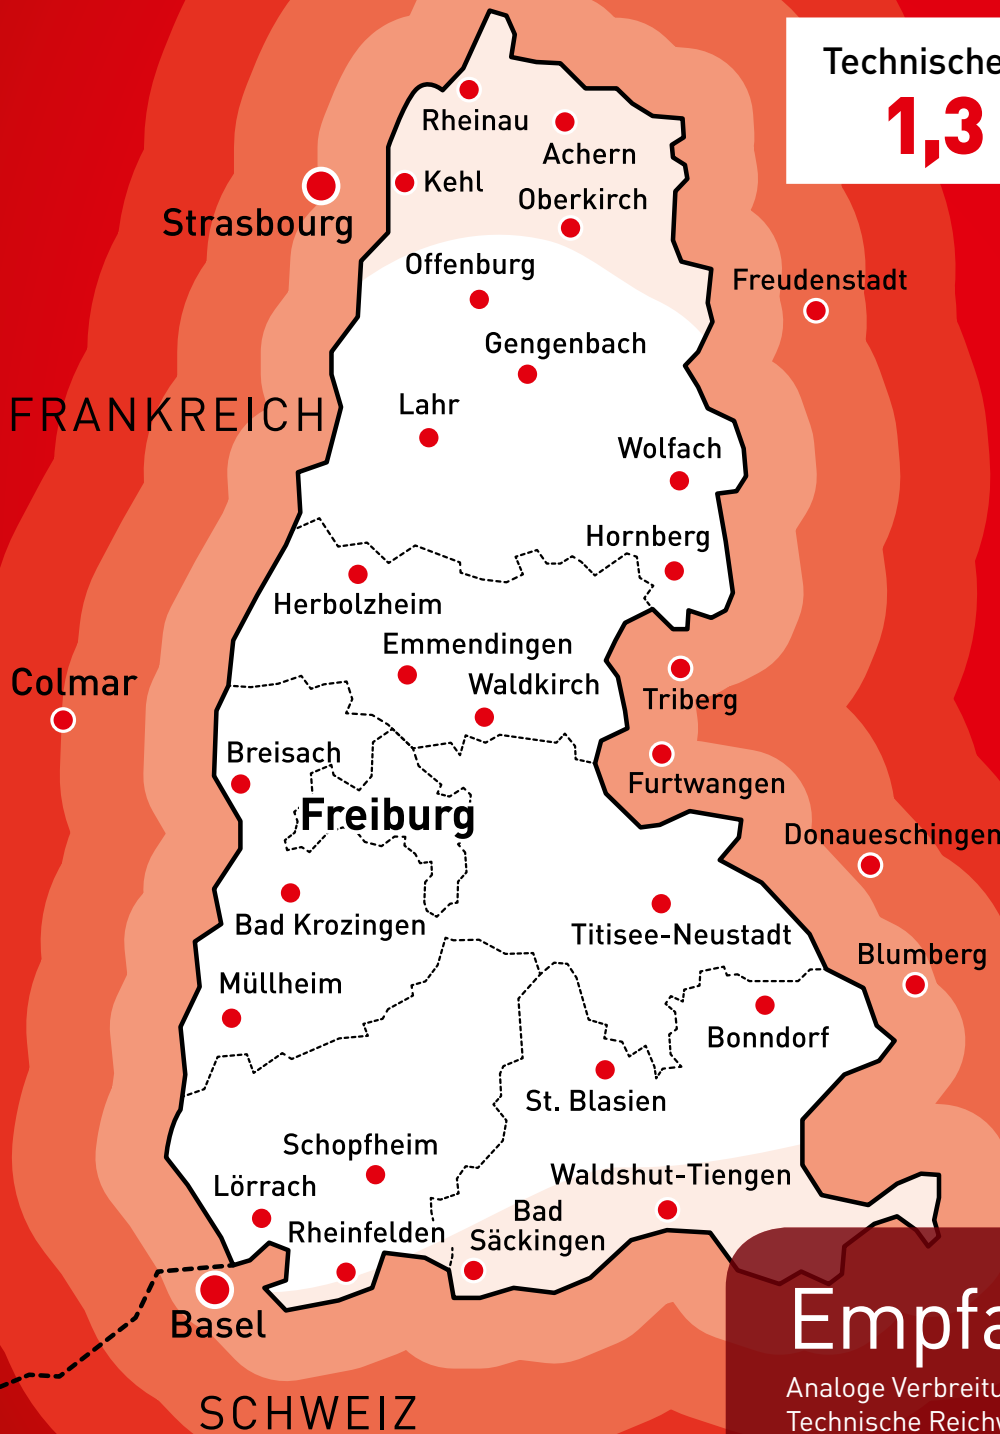 Technische
1,3
Rheinau
Achern
Kehl
Oberkirch
Strasbourg
Offenburg
Freudenstadt
Gengenbach
FRANKREICH
Lahr
Wolfach
Hornberg
Herbolzheim
Emmendingen
Colmar
Waldkirch
Triberg
Breisach
Furtwangen
Freiburg
Donaueschingen
Bad Krozingen
Titisee-Neustadt
Blumberg
Müllheim
Bonndorf
St. Blasien
Schopfheim
Waldshut-Tiengen
Lörrach
Bad
Säckingen
Rheinfelden
Basel
Empfa
Analoge Verbreitu
Technische Reichw
SCHWEIZ